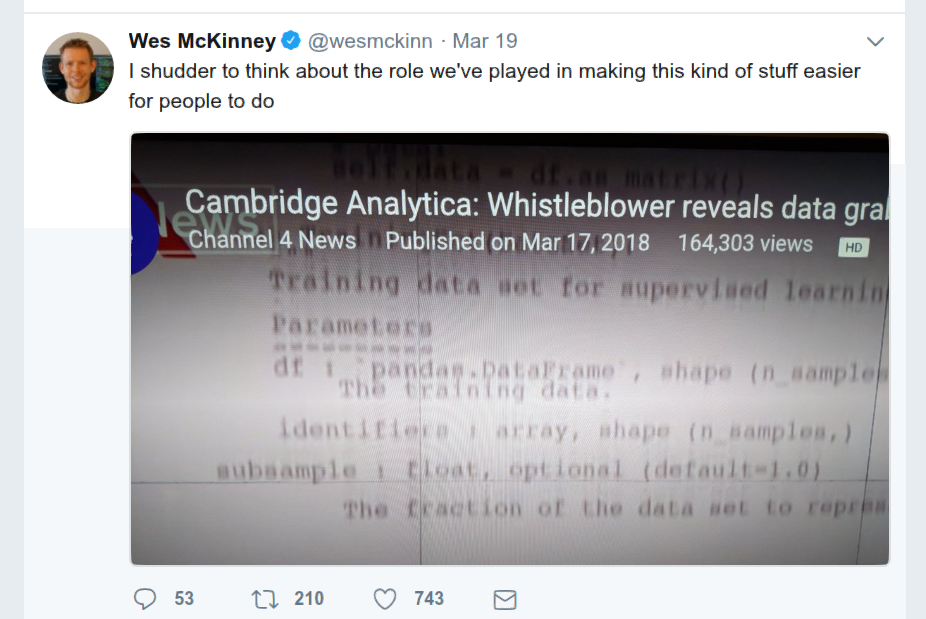 Wes McKinney @wesmckinn · Mar 19
I shudder to think about the role we've played in making this kind of stuff easier
for people to do
self.data = df.as_matrix()
News
Cambridge Analytica: Whistleblower reveals data gra
Channel 4 News Published on Mar 17, 2018 164,303 views HD
Training data set for supervised learnin
Parameters
==========
df : `pandas.DataFrame`, shape (n_samples
The training data.
identifiers : array, shape (n_samples,)
subsample : float, optional (default=1.0)
The fraction of the data set to repres
53 210 743